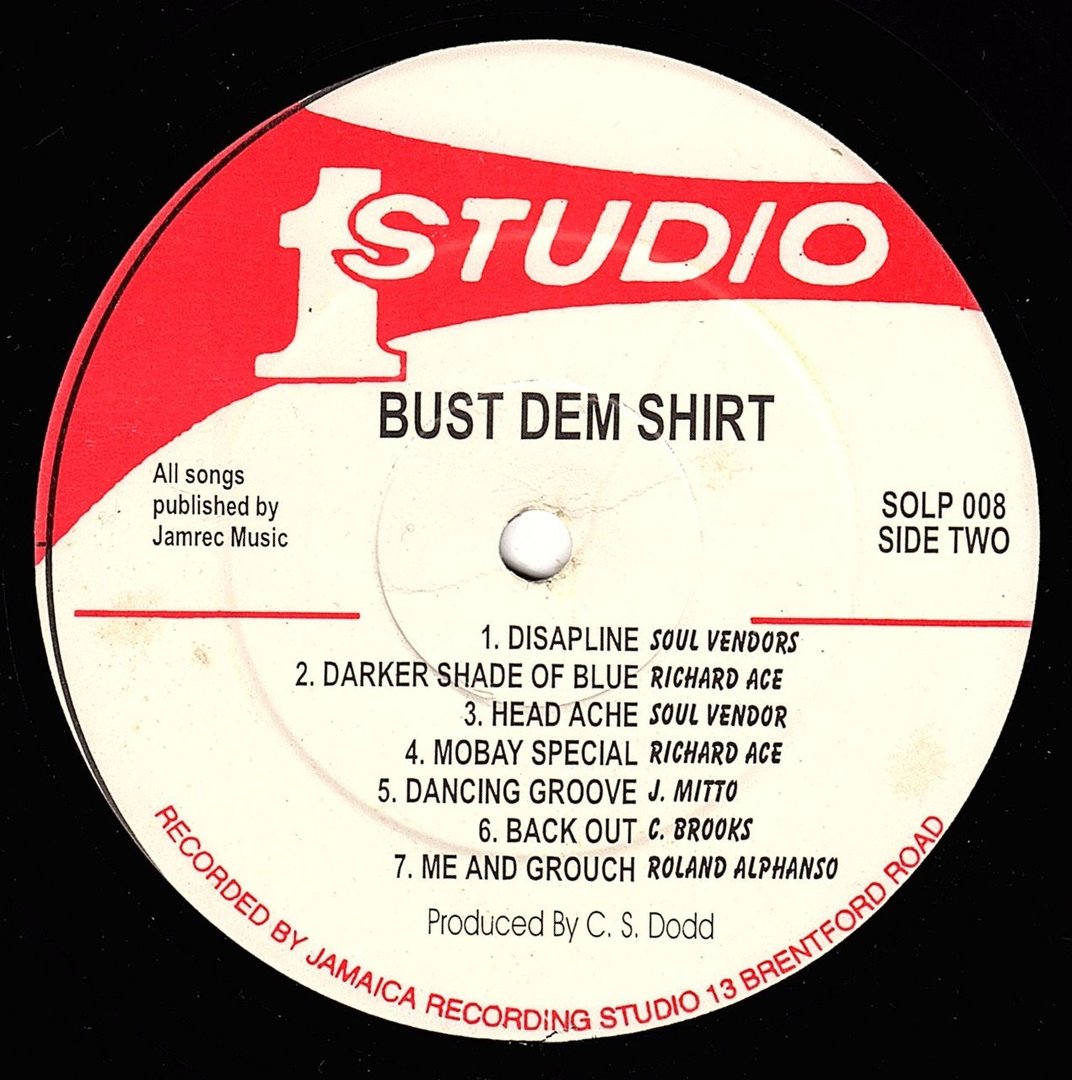 1 STUDIO
BUST DEM SHIRT
All songs
published by
Jamrec Music
SOLP 008
SIDE TWO
1. DISAPLINE SOUL VENDORS
2. DARKER SHADE OF BLUE RICHARD ACE
3. HEAD ACHE SOUL VENDOR
4. MOBAY SPECIAL RICHARD ACE
5. DANCING GROOVE J. MITTO
6. BACK OUT C. BROOKS
7. ME AND GROUCH ROLAND ALPHANSO
Produced By C. S. Dodd
RECORDED BY JAMAICA RECORDING STUDIO 13 BRENTFORD ROAD